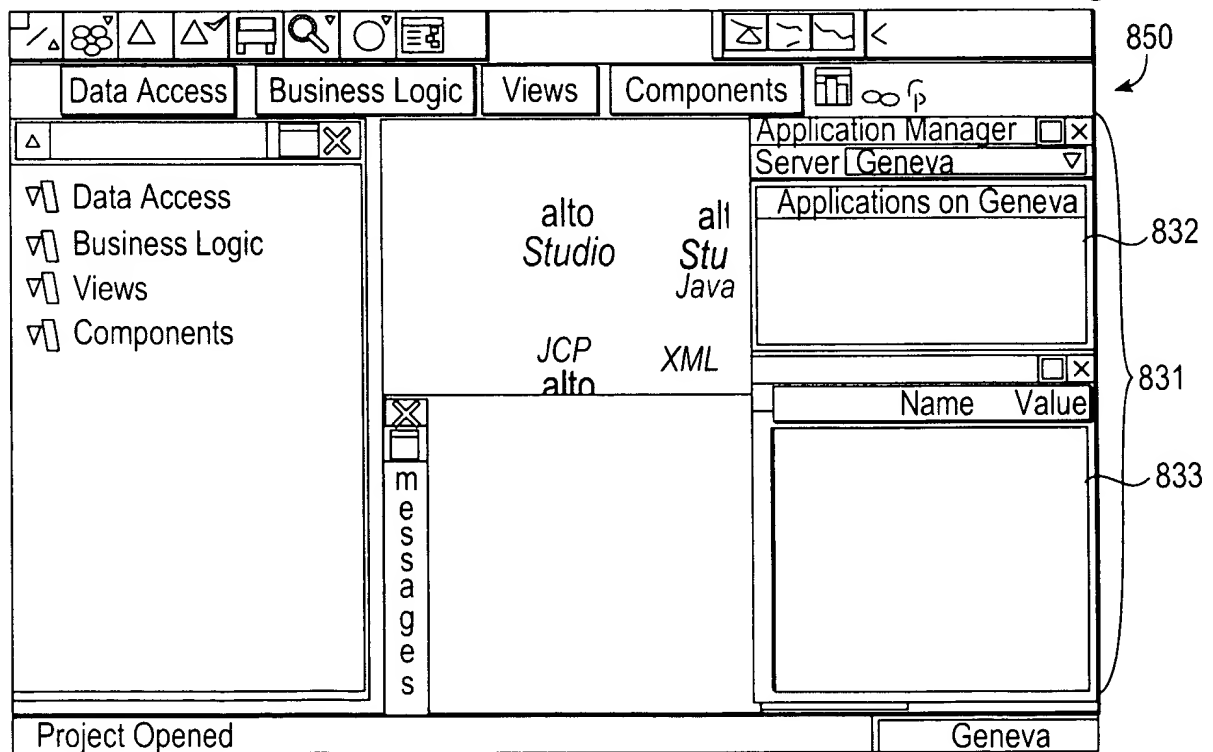 850
Data Access Business Logic Views Components
Data Access
Business Logic
Views
Components
alto
Studio
alt
Stu
Java
JCP
XML
alto
messages
Application Manager
Server Geneva
Applications on Geneva
832
831
Name Value
833
Project Opened
Geneva